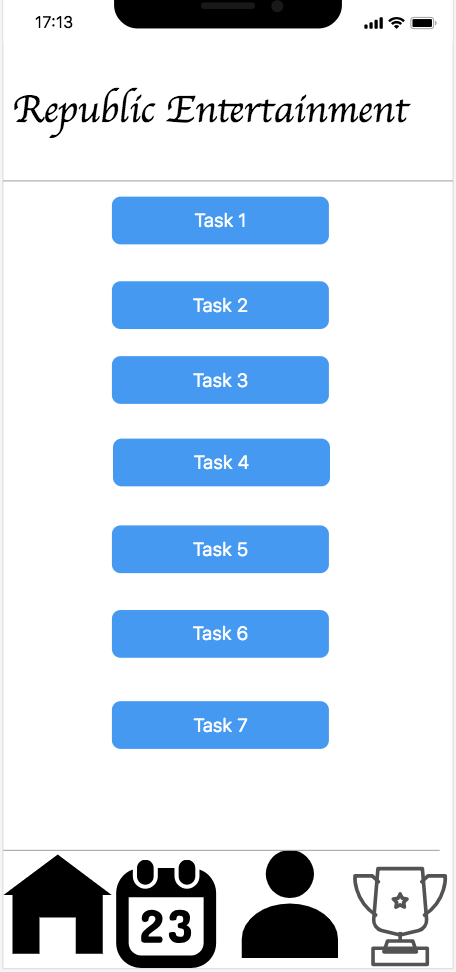 17:13
Republic Entertainment
Task 1
Task 2
Task 3
Task 4
Task 5
Task 6
Task 7
23